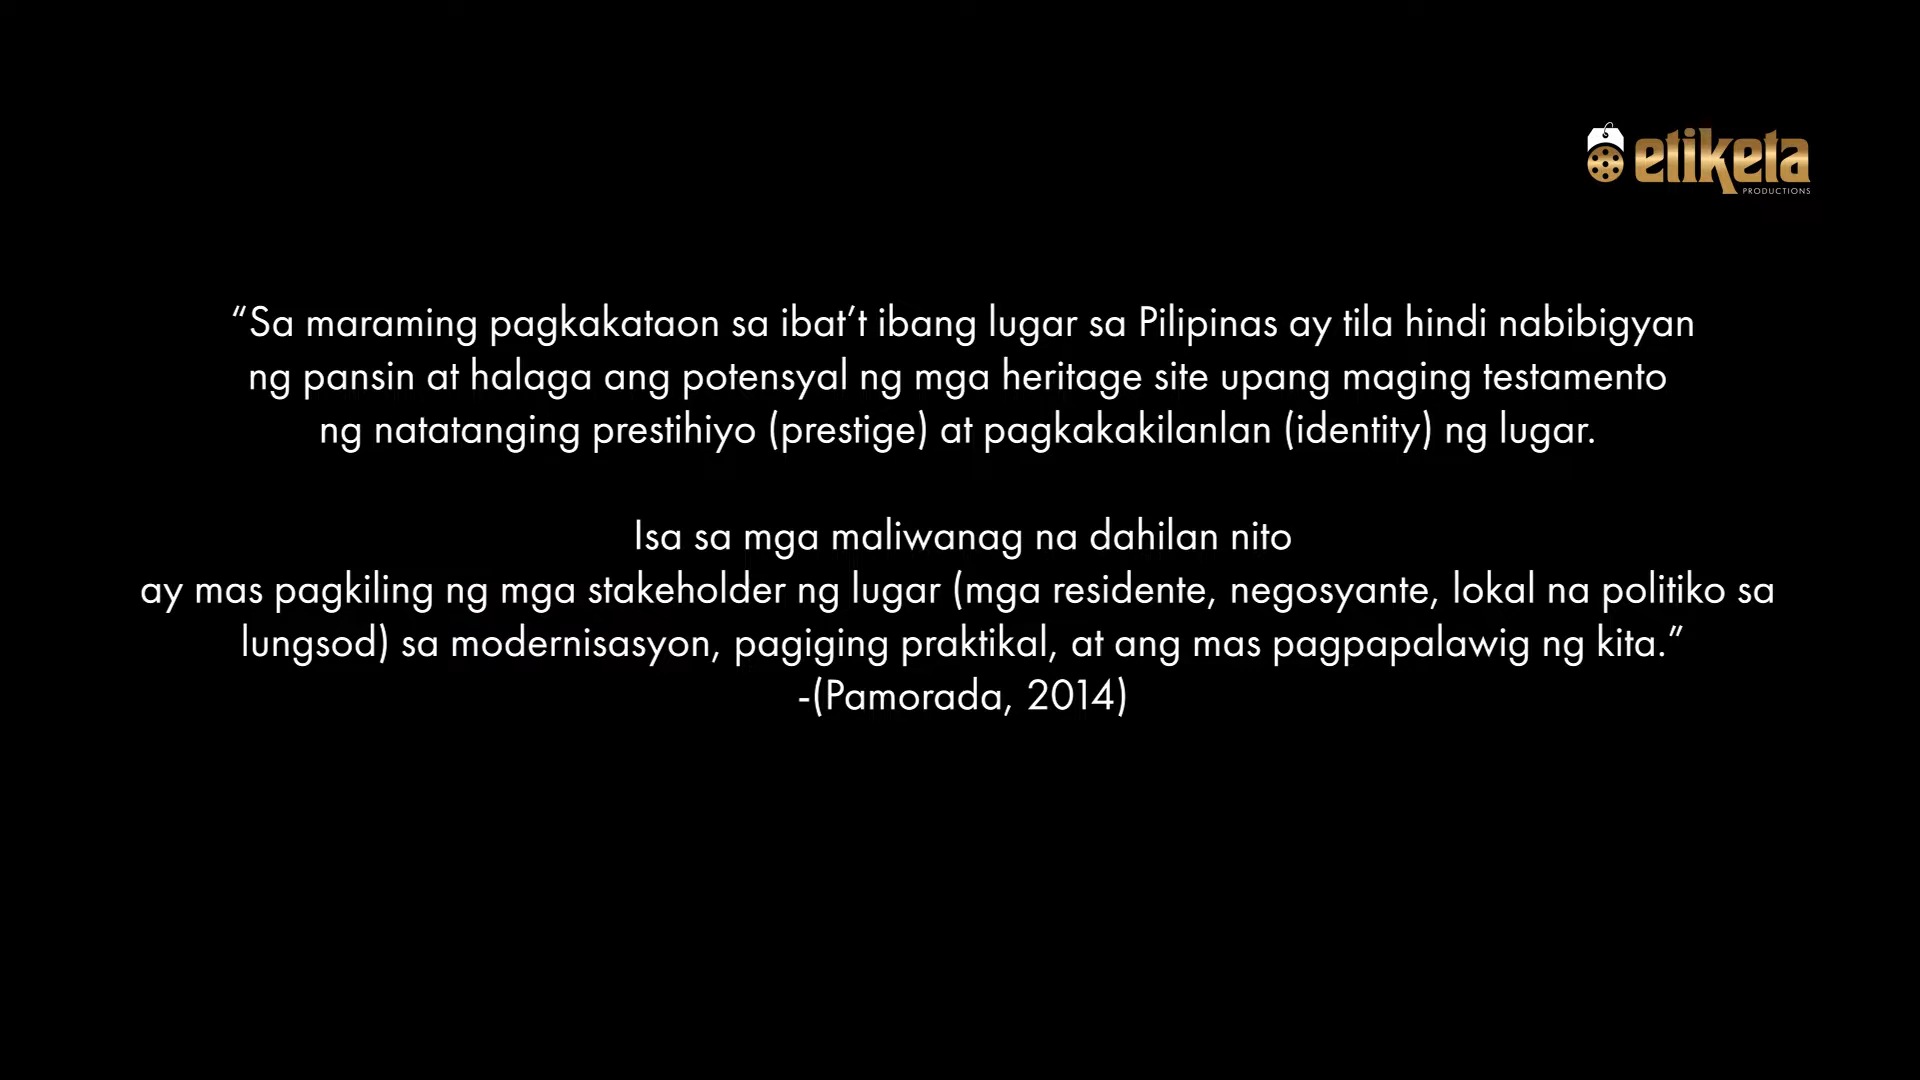 etiketa
PRODUCTIONS
“Sa maraming pagkakataon sa ibat’t ibang lugar sa Pilipinas ay tila hindi nabibigyan
ng pansin at halaga ang potensyal ng mga heritage site upang maging testamento
ng natatanging prestihiyo (prestige) at pagkakakilanlan (identity) ng lugar.
Isa sa mga maliwanag na dahilan nito
ay mas pagkiling ng mga stakeholder ng lugar (mga residente, negosyante, lokal na politiko sa
lungsod) sa modernisasyon, pagiging praktikal, at ang mas pagpapalawig ng kita.”
-(Pamorada, 2014)